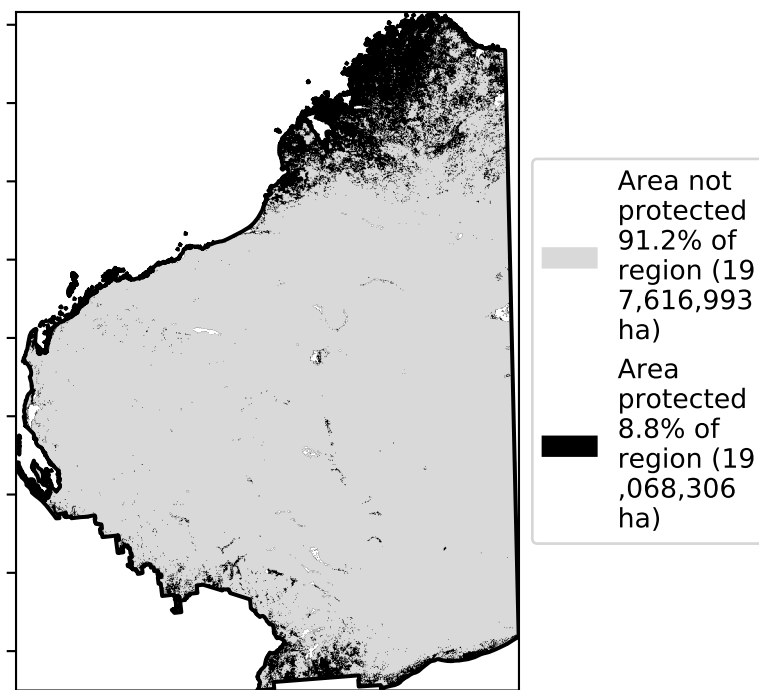 Area not
protected
91.2% of
region (19
7,616,993
ha)
Area
protected
8.8% of
region (19
,068,306
ha)